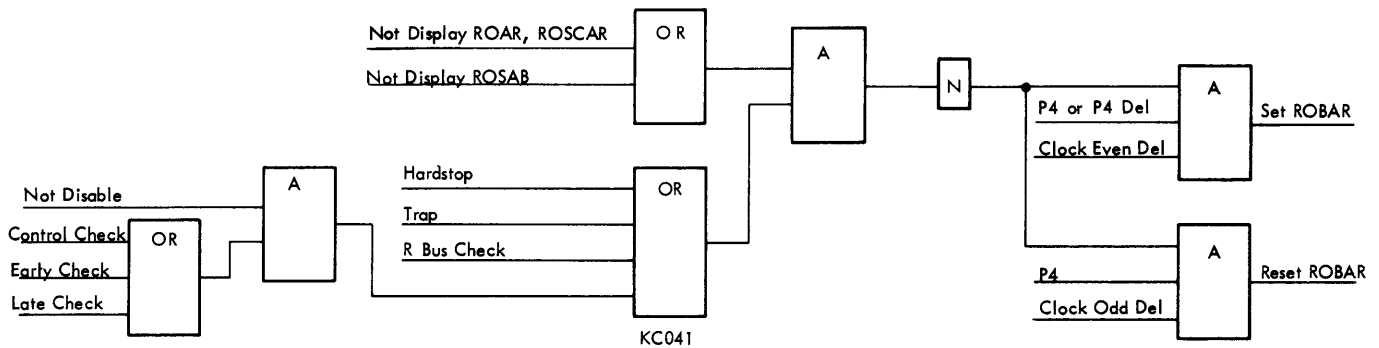 Not Display ROAR, ROSCAR
Not Display ROSAB
OR
A
N
P4 or P4 Del
Clock Even Del
A
Set ROBAR
Not Disable
Control Check
Early Check
Late Check
OR
A
Hardstop
Trap
R Bus Check
OR
KC041
P4
Clock Odd Del
A
Reset ROBAR